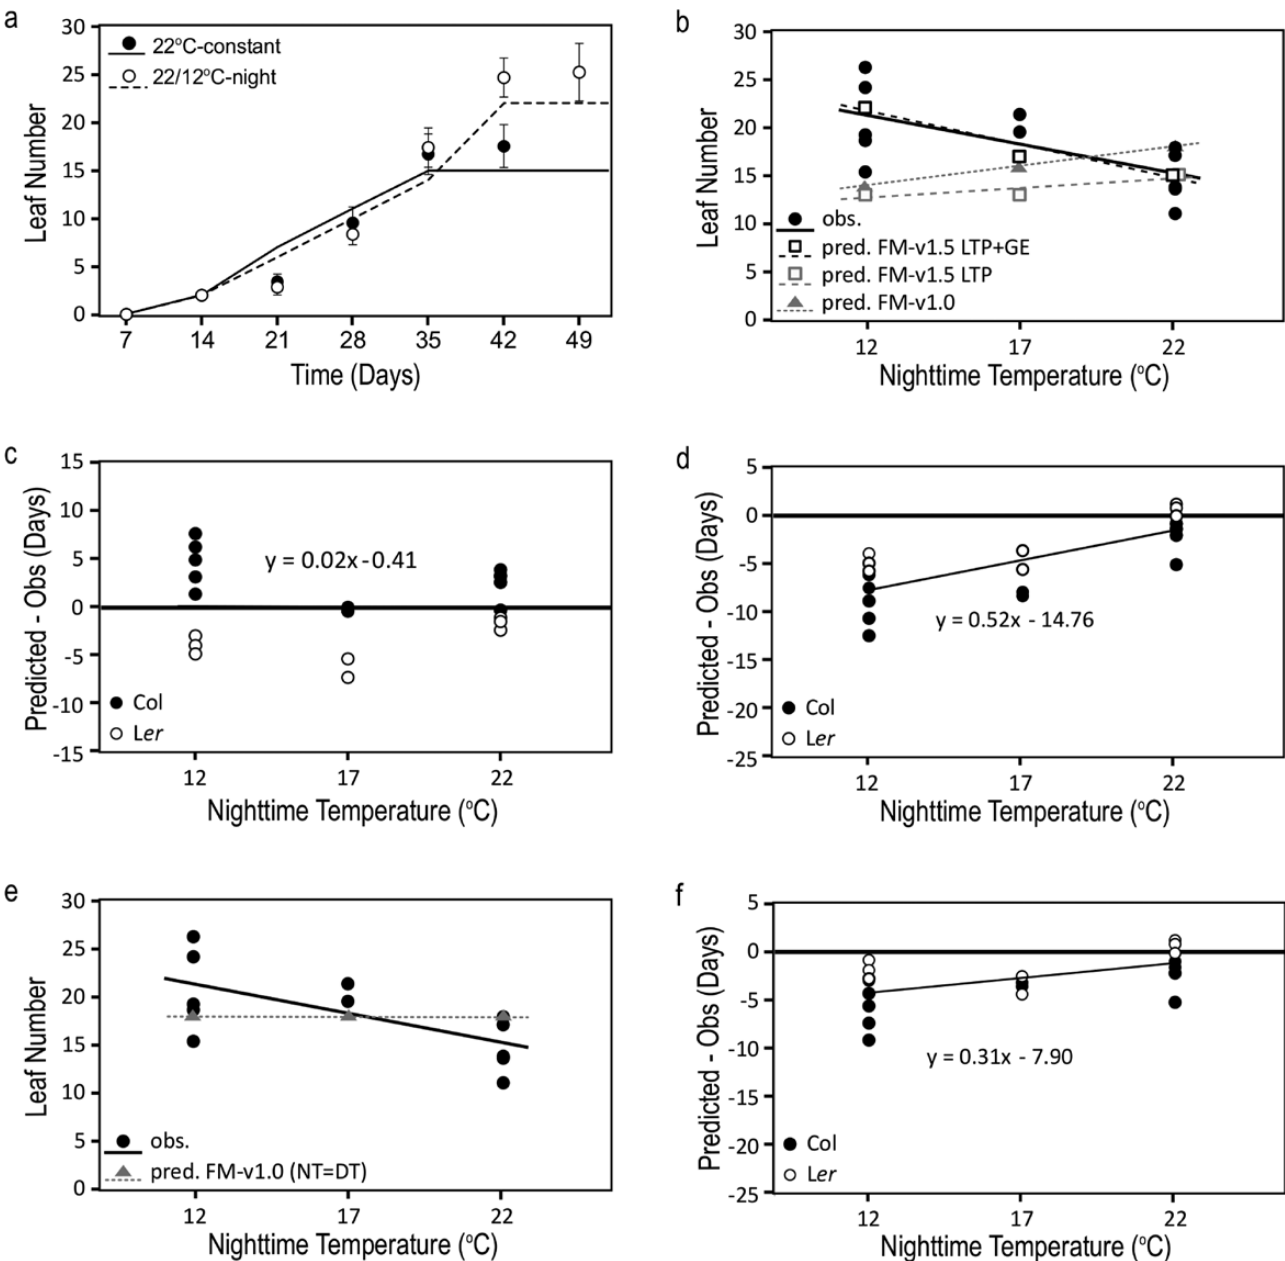 a
30
25
20
15
10
5
0
Leaf Number
22°C-constant
22/12°C-night
7 14 21 28 35 42 49
Time (Days)
b
30
25
20
15
10
5
0
Leaf Number
obs.
pred. FM-v1.5 LTP+GE
pred. FM-v1.5 LTP
pred. FM-v1.0
12 17 22
Nighttime Temperature (°C)
c
15
10
5
0
-5
-10
-15
Predicted - Obs (Days)
y = 0.02x - 0.41
Col
Ler
12 17 22
Nighttime Temperature (°C)
d
5
0
-5
-10
-15
-20
-25
Predicted - Obs (Days)
y = 0.52x - 14.76
Col
Ler
12 17 22
Nighttime Temperature (°C)
e
30
25
20
15
10
5
0
Leaf Number
obs.
pred. FM-v1.0 (NT=DT)
12 17 22
Nighttime Temperature (°C)
f
5
0
-5
-10
-15
-20
-25
Predicted - Obs (Days)
y = 0.31x - 7.90
Col
Ler
12 17 22
Nighttime Temperature (°C)